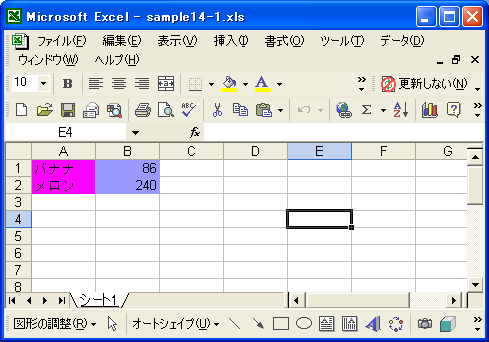 Microsoft Excel - sample14-1.xls
ファイル(F) 編集(E) 表示(V) 挿入(I) 書式(O) ツール(T) データ(D)
ウィンドウ(W) ヘルプ(H)
10 B A 更新しない(N)
ABC Σ A Z
E4 fx
A B C D E F G
1 バナナ 86
2 メロン 240
3
4
5
6
7
8
シート1
図形の調整(R) オートシェイプ(U) A